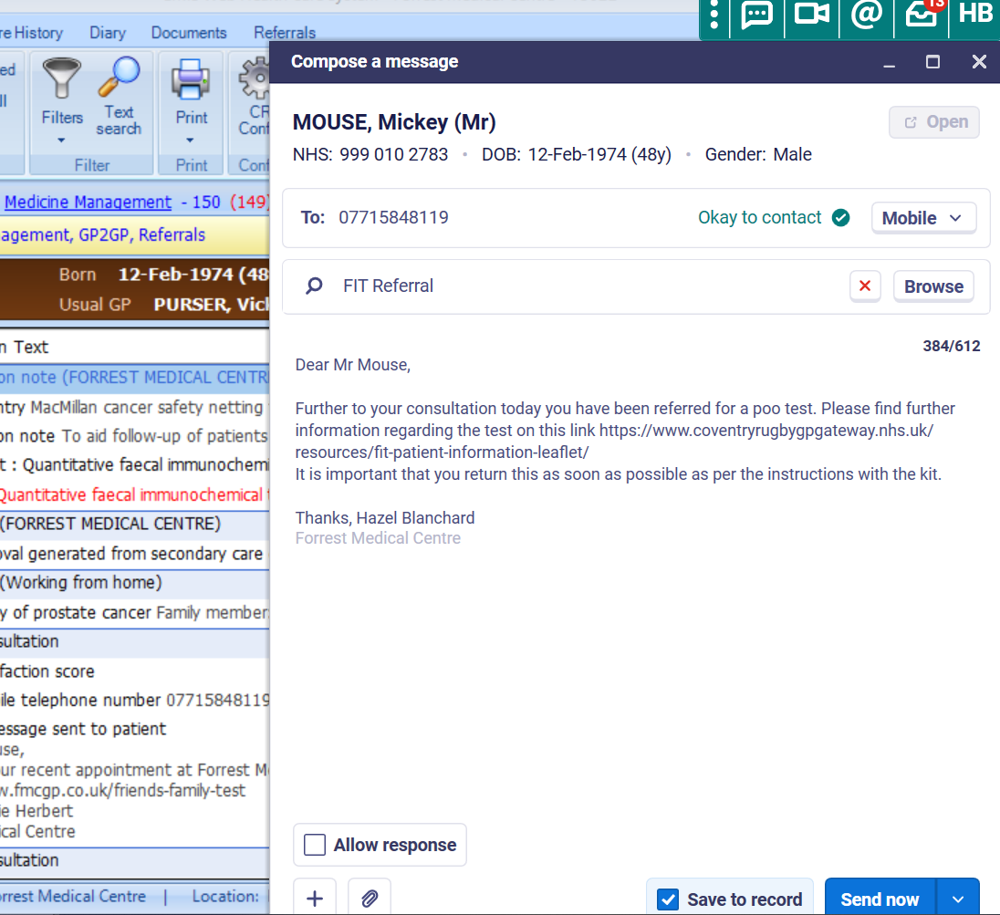 re History Diary Documents Referrals
13
@ HB
ed
ll
Filters
Text
search
Print
CR
Conf
Filter
Print
Conf
Medicine Management - 150 (149)
agement, GP2GP, Referrals
Born 12-Feb-1974 (48
Usual GP PURSER, Vick
n Text
on note (FORREST MEDICAL CENTR
ntry MacMillan cancer safety netting
on note To aid follow-up of patients
t : Quantitative faecal immunochemi
Quantitative faecal immunochemical t
(FORREST MEDICAL CENTRE)
oval generated from secondary care
(Working from home)
y of prostate cancer Family member
sultation
faction score
ile telephone number 07715848119
essage sent to patient
use,
ur recent appointment at Forrest Me
w.fmcgp.co.uk/friends-family-test
ie Herbert
ical Centre
sultation
orrest Medical Centre | Location:
Compose a message
MOUSE, Mickey (Mr)
Open
NHS: 999 010 2783 • DOB: 12-Feb-1974 (48y) • Gender: Male
To: 07715848119 Okay to contact Mobile
FIT Referral Browse
384/612
Dear Mr Mouse,
Further to your consultation today you have been referred for a poo test. Please find further
information regarding the test on this link https://www.coventryrugbygpgateway.nhs.uk/
resources/fit-patient-information-leaflet/
It is important that you return this as soon as possible as per the instructions with the kit.
Thanks, Hazel Blanchard
Forrest Medical Centre
Allow response
Save to record Send now